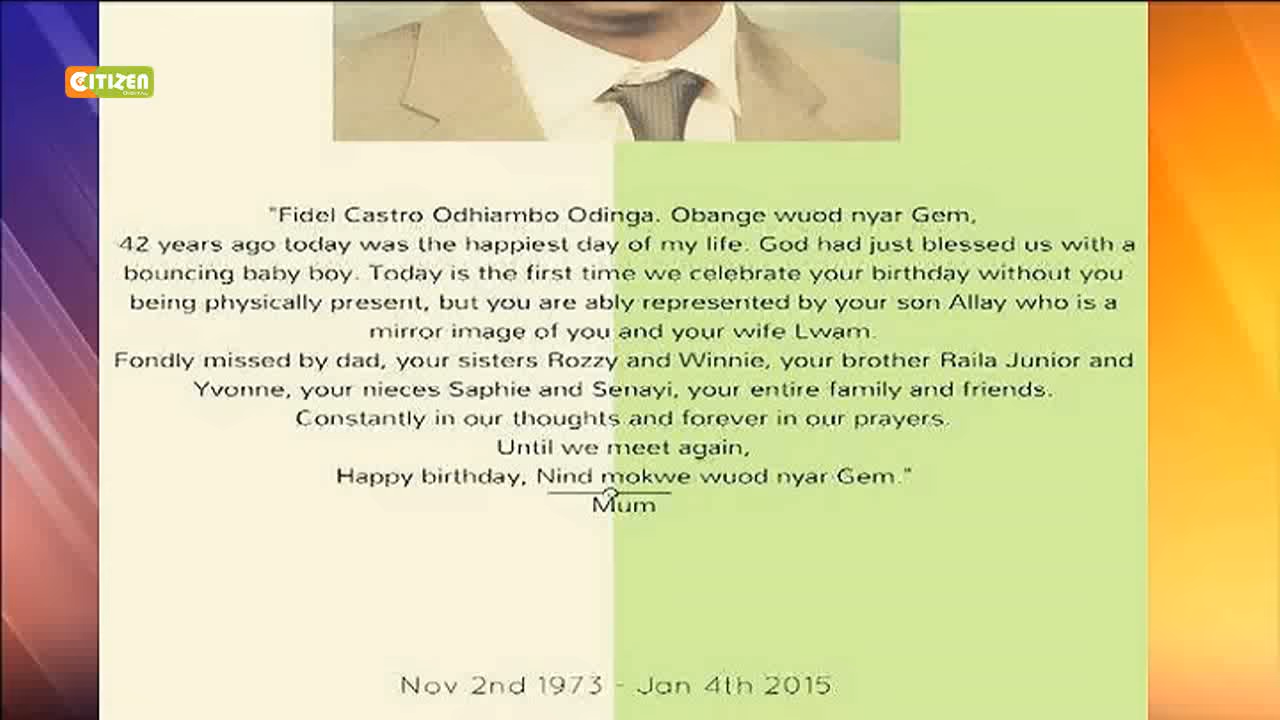 CITIZEN
DIGITAL
"Fidel Castro Odhiambo Odinga. Obange wuod nyar Gem,
42 years ago today was the happiest day of my life. God had just blessed us with a
bouncing baby boy. Today is the first time we celebrate your birthday without you
being physically present, but you are ably represented by your son Allay who is a
mirror image of you and your wife Lwam.
Fondly missed by dad, your sisters Rozzy and Winnie, your brother Raila Junior and
Yvonne, your nieces Saphie and Senayi, your entire family and friends.
Constantly in our thoughts and forever in our prayers.
Until we meet again,
Happy birthday, Nind mokwe wuod nyar Gem."
Mum
Nov 2nd 1973 - Jan 4th 2015